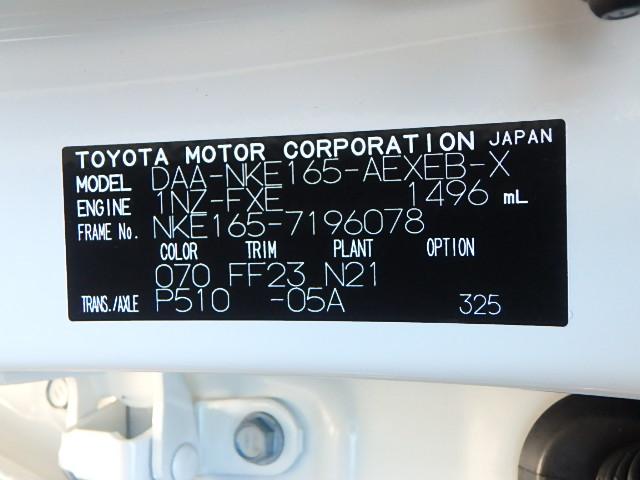 TOYOTA MOTOR CORPORATION JAPAN
MODEL DAA-NKE165-AEXEB-X
ENGINE 1NZ-FXE 1496 mL
FRAME No. NKE165-7196078
COLOR TRIM PLANT OPTION
070 FF23 N21
TRANS./AXLE P510 -05A 325